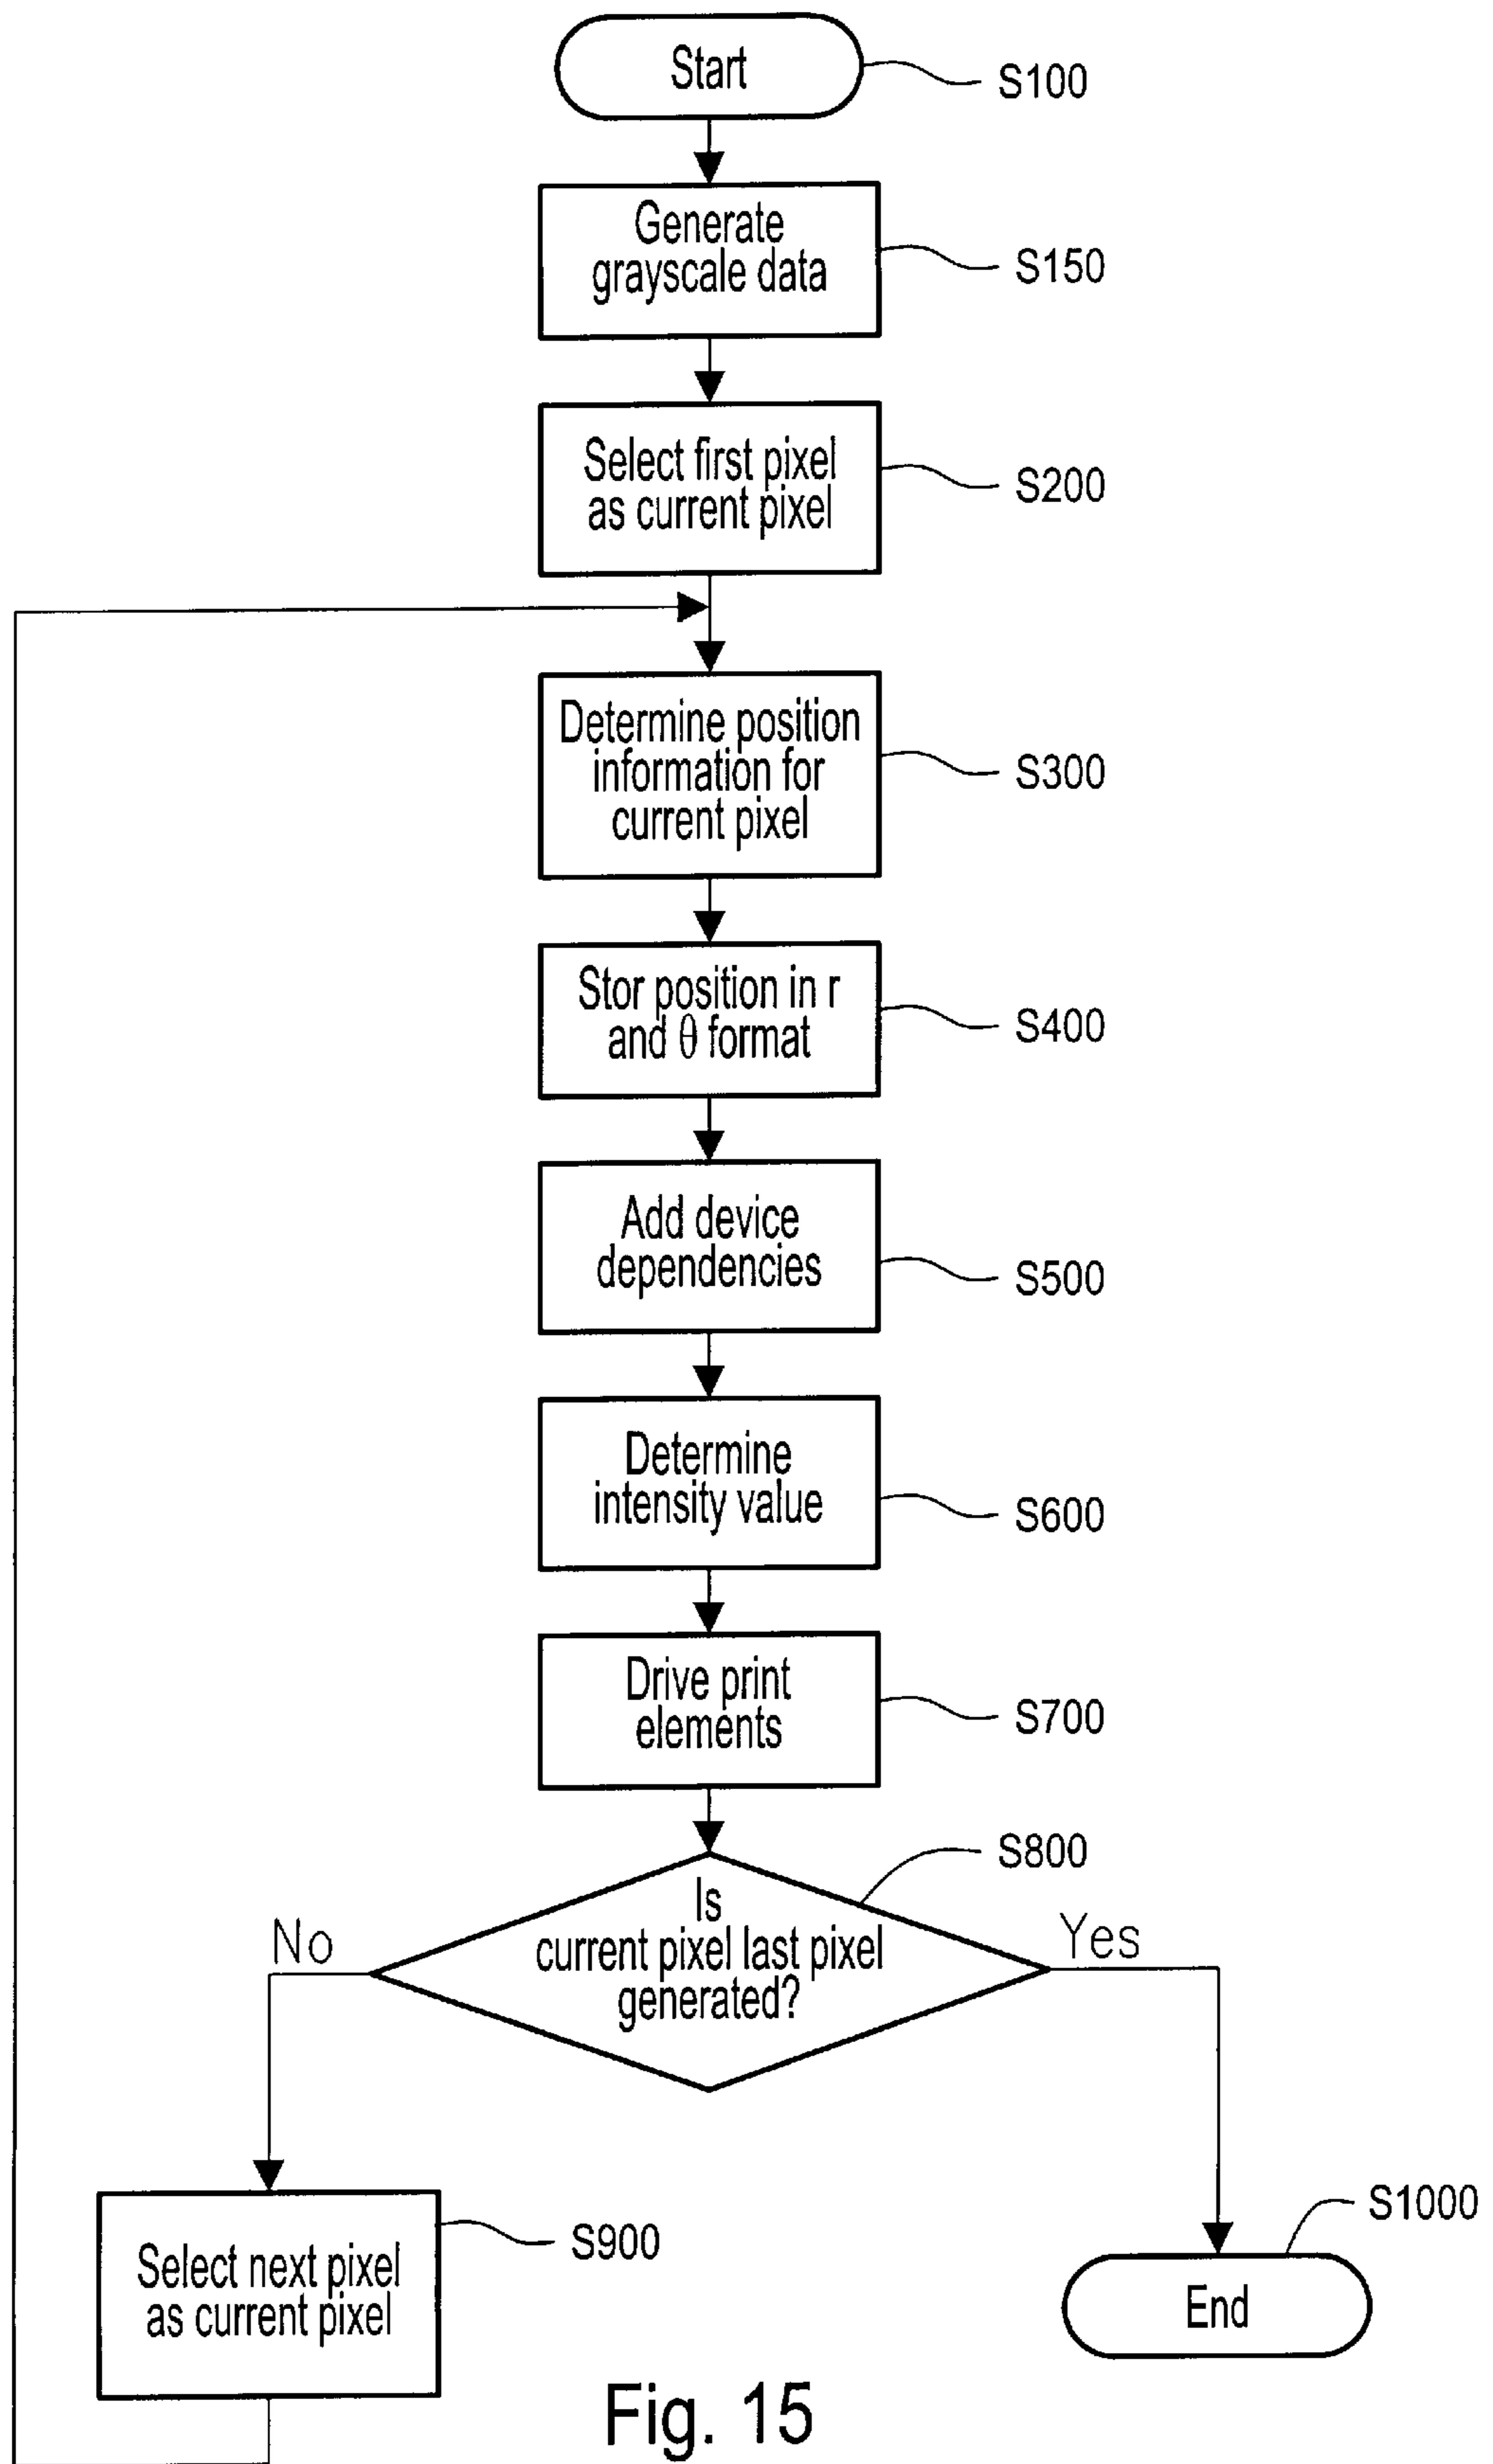 Start
S100
Generate
grayscale data
S150
Select first pixel
as current pixel
S200
Determine position
information for
current pixel
S300
Stor position in r
and θ format
S400
Add device
dependencies
S500
Determine
intensity value
S600
Drive print
elements
S700
S800
Is
current pixel last pixel
generated?
No
Yes
S900
Select next pixel
as current pixel
S1000
End
Fig. 15